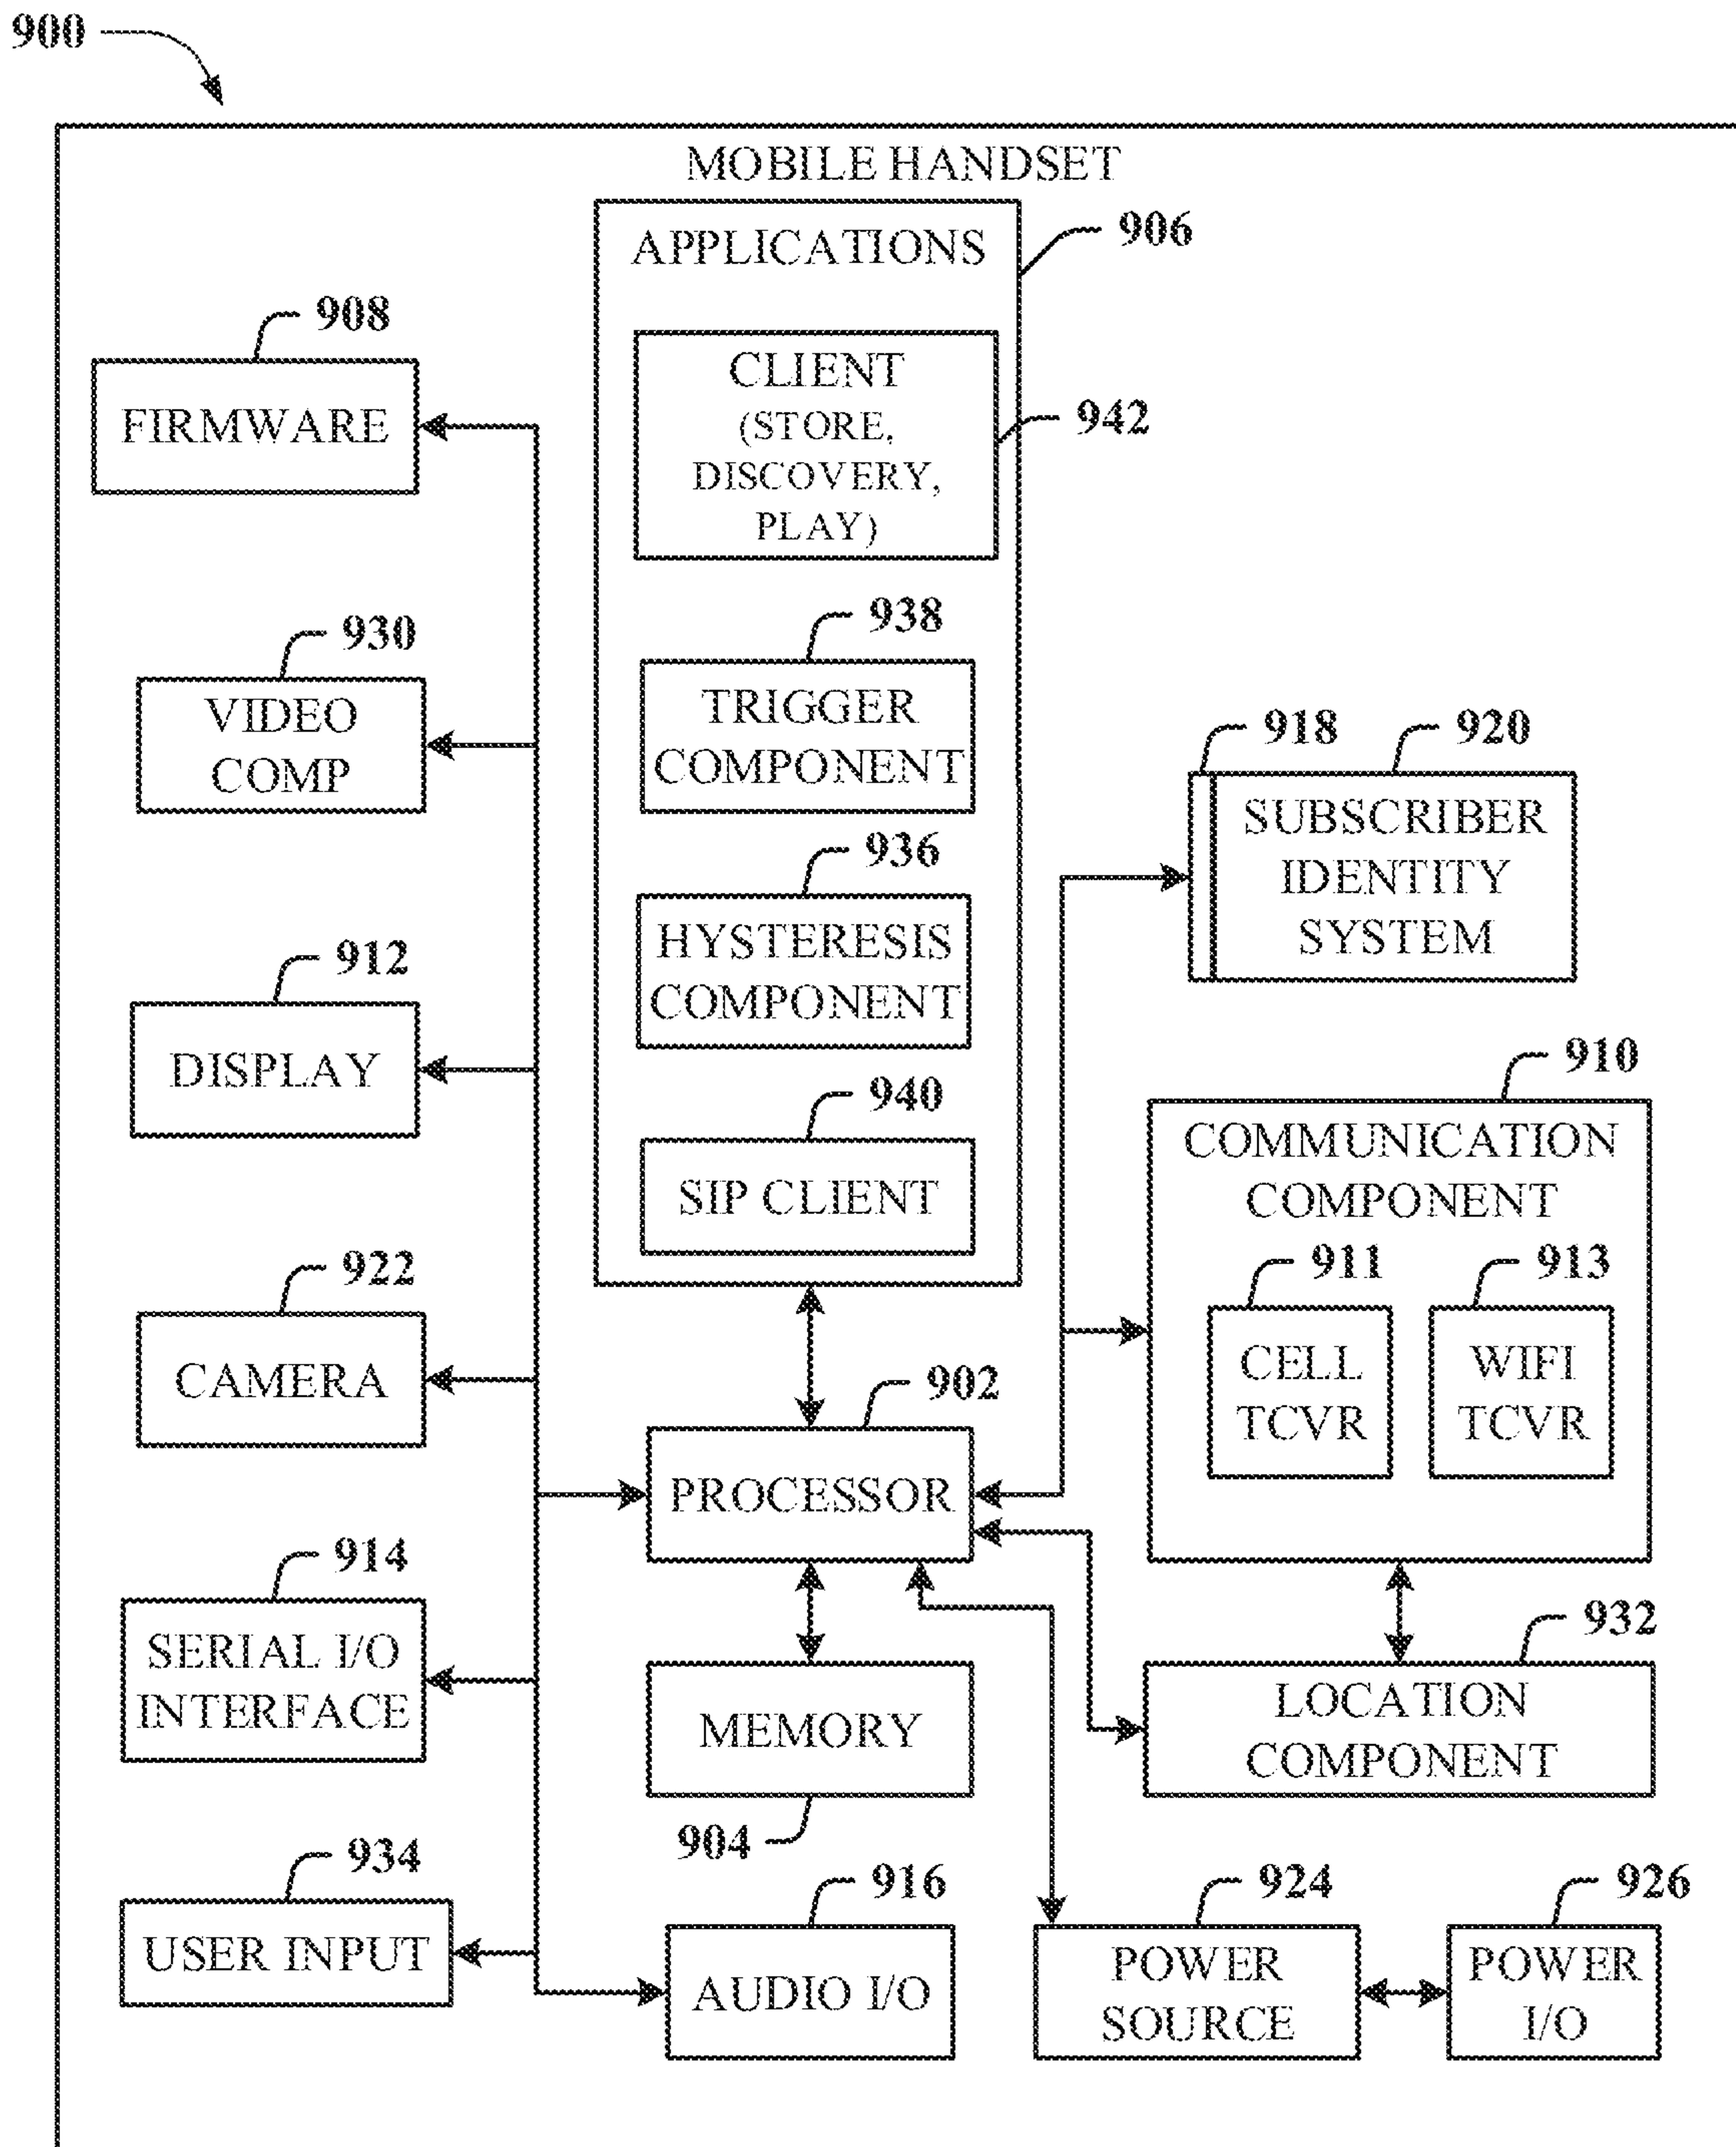 900
MOBILE HANDSET
APPLICATIONS
906
CLIENT
(STORE,
DISCOVERY,
PLAY)
942
908
FIRMWARE
938
TRIGGER
COMPONENT
930
VIDEO
COMP
918
920
SUBSCRIBER
IDENTITY
SYSTEM
936
HYSTERESIS
COMPONENT
912
DISPLAY
940
SIP CLIENT
910
COMMUNICATION
COMPONENT
911
CELL
TCVR
913
WIFI
TCVR
922
CAMERA
902
PROCESSOR
914
SERIAL I/O
INTERFACE
MEMORY
904
932
LOCATION
COMPONENT
934
USER INPUT
916
AUDIO I/O
924
POWER
SOURCE
926
POWER
I/O